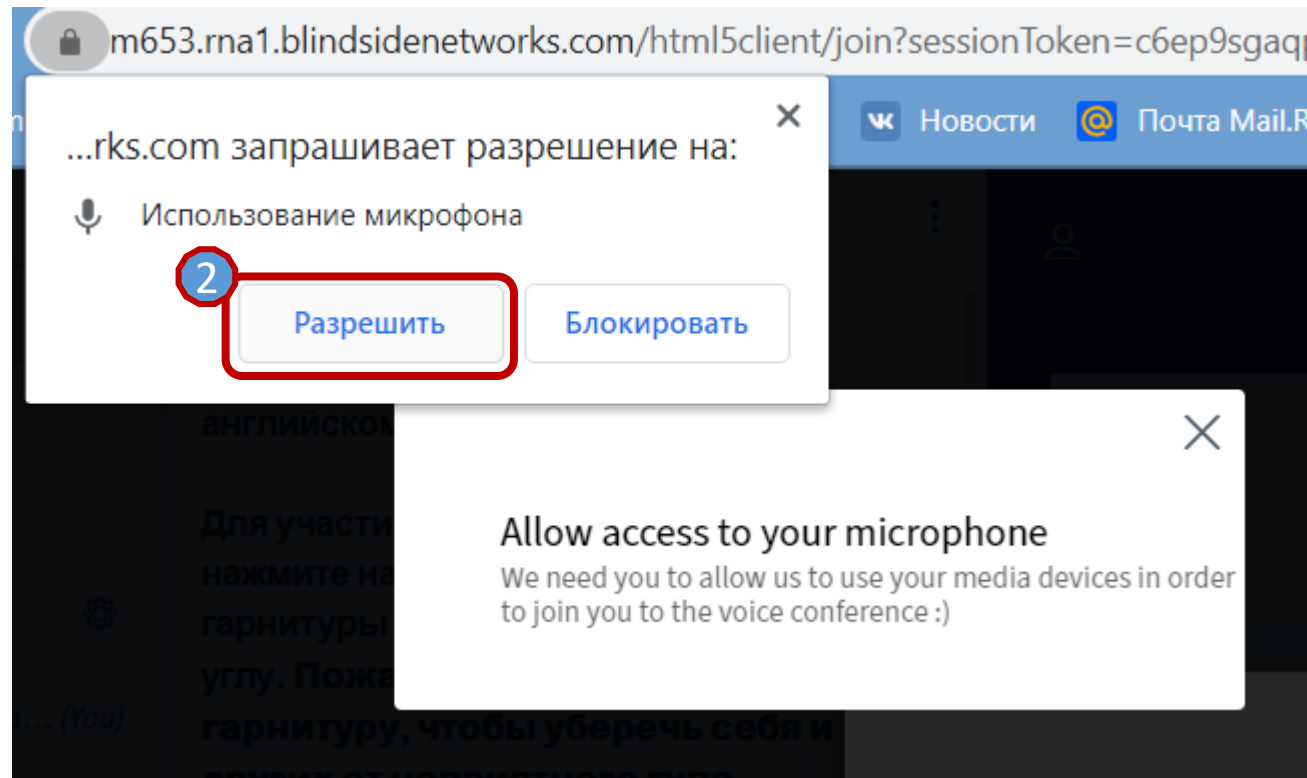 m653.rna1.blindsidenetworks.com/html5client/join?sessionToken=c6ep9sgaq
Новости
Почта Mail.R
...rks.com запрашивает разрешение на:
Использование микрофона
2
Разрешить
Блокировать
английском
Allow access to your microphone
We need you to allow us to use your media devices in order
to join you to the voice conference :)
Для участи
нажмите на
гарнитуры
углу. Пожа
... (You)
гарнитуру, чтобы уберечь себя и